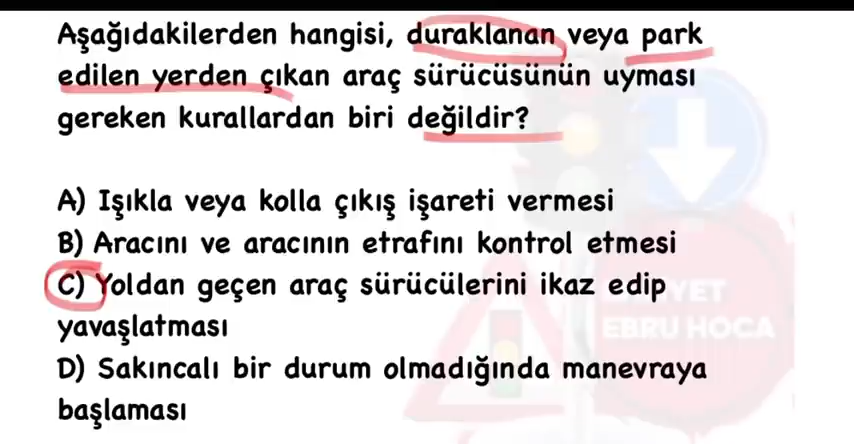 Aşağıdakilerden hangisi, duraklanan veya park
edilen yerden çıkan araç sürücüsünün uyması
gereken kurallardan biri değildir?
A) Işıkla veya kolla çıkış işareti vermesi
B) Aracını ve aracının etrafını kontrol etmesi
C) Yoldan geçen araç sürücülerini ikaz edip
yavaşlatması
D) Sakıncalı bir durum olmadığında manevraya
başlaması
EBRU HOCA